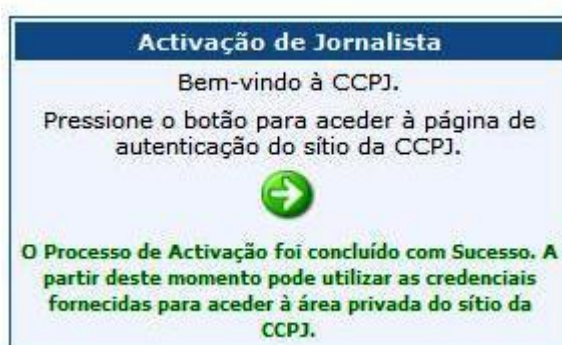 Activação de Jornalista
Bem-vindo à CCPJ.
Pressione o botão para aceder à página de
autenticação do sítio da CCPJ.
O Processo de Activação foi concluído com Sucesso. A
partir deste momento pode utilizar as credenciais
fornecidas para aceder à área privada do sítio da
CCPJ.